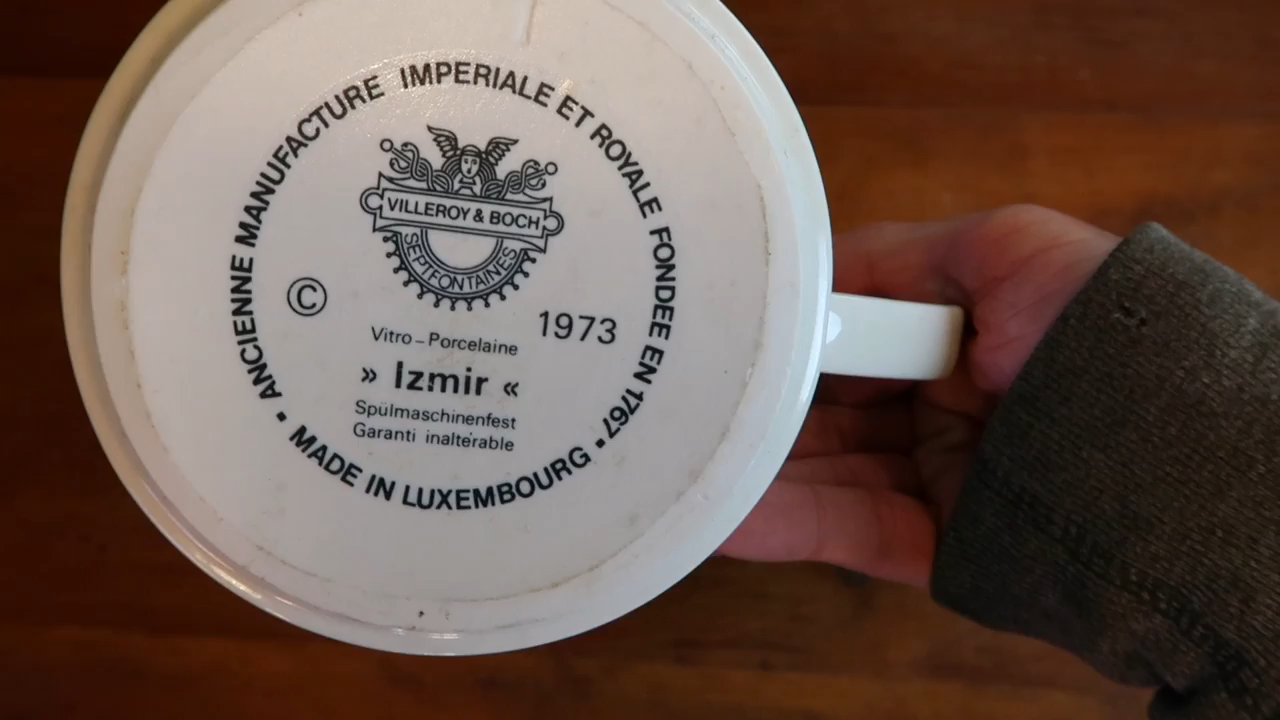 ANCIENNE MANUFACTURE IMPERIALE ET ROYALE FONDEE EN 1767
VILLEROY & BOCH
SEPTFONTAINES
© 1973
Vitro – Porcelaine
» Izmir «
Spülmaschinenfest
Garanti inaltérable
• MADE IN LUXEMBOURG •